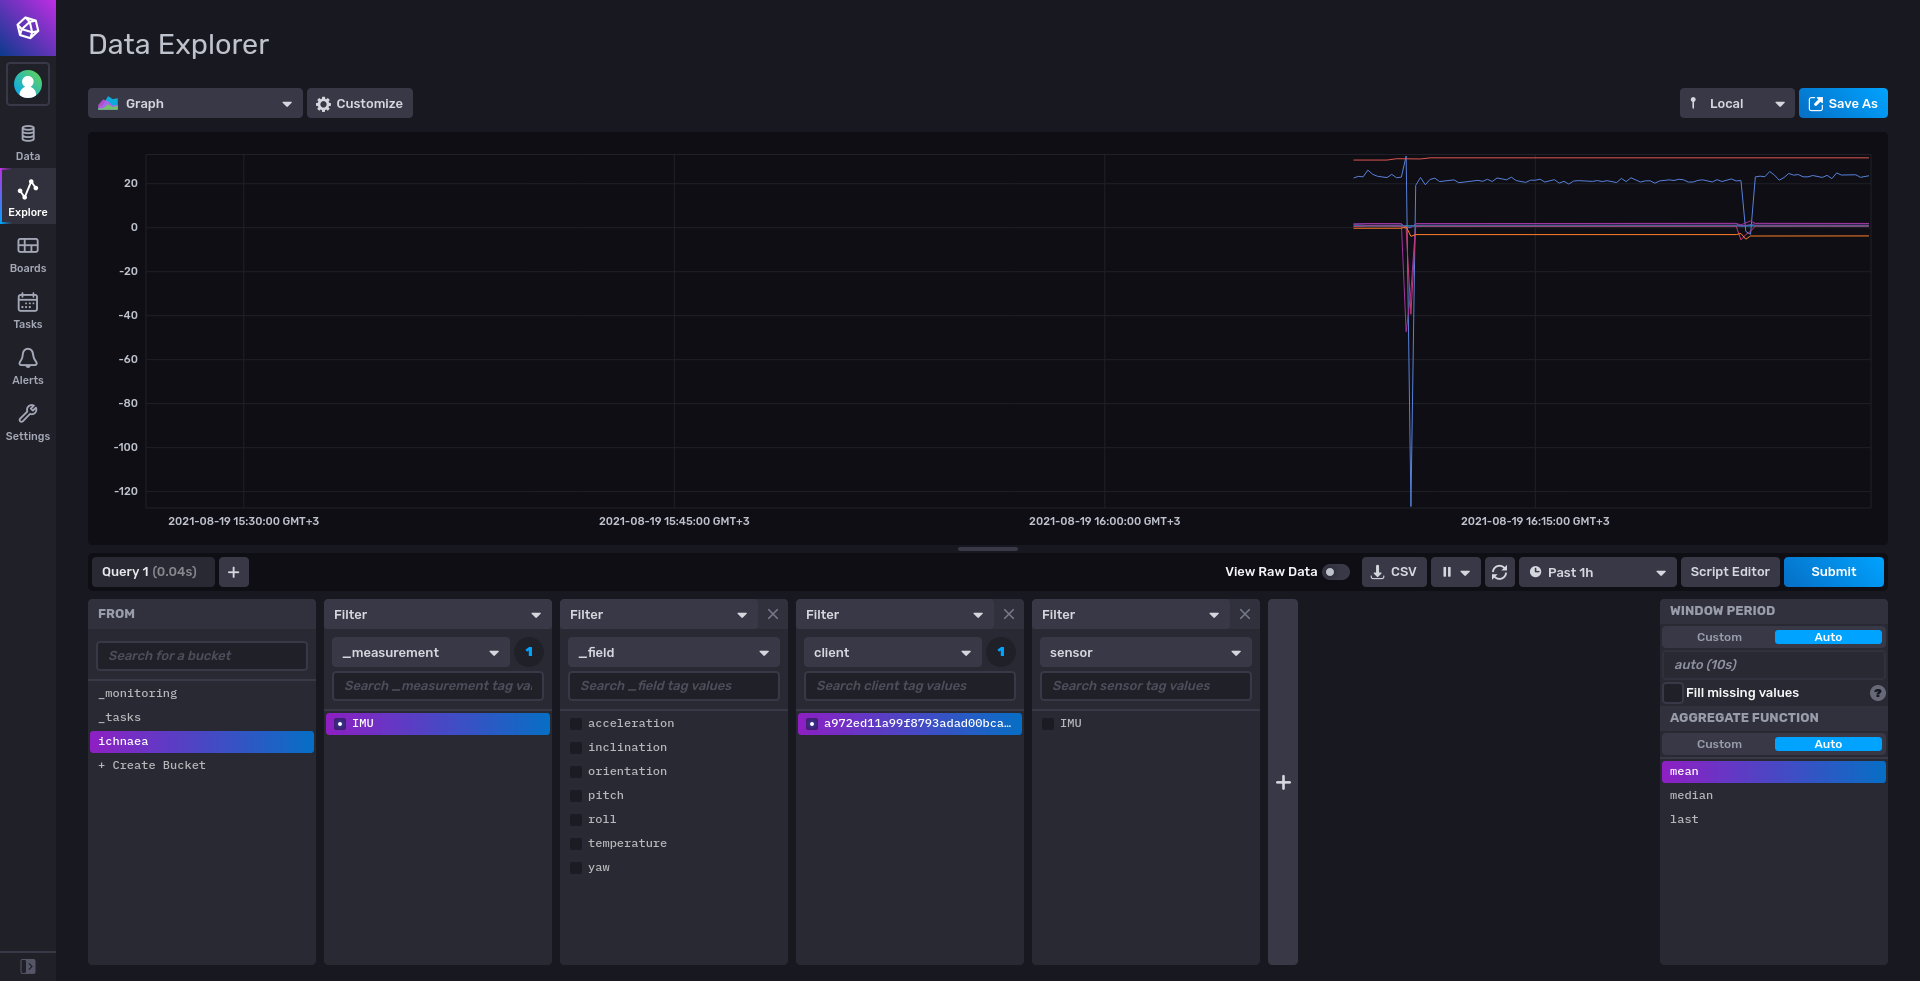 Data Explorer
Graph
Customize
Local
Save As
Data
Explore
Boards
Tasks
Alerts
Settings
20
0
-20
-40
-60
-80
-100
-120
2021-08-19 15:30:00 GMT+3
2021-08-19 15:45:00 GMT+3
2021-08-19 16:00:00 GMT+3
2021-08-19 16:15:00 GMT+3
Query 1 (0.04s)
+
View Raw Data
CSV
Past 1h
Script Editor
Submit
FROM
Search for a bucket
_monitoring
_tasks
ichnaea
+ Create Bucket
Filter
_measurement
1
Search _measurement tag va
IMU
Filter
_field
Search _field tag values
acceleration
inclination
orientation
pitch
roll
temperature
yaw
Filter
client
1
Search client tag values
a972ed11a99f8793adad00bca...
Filter
sensor
Search sensor tag values
IMU
+
WINDOW PERIOD
Custom
Auto
auto (10s)
Fill missing values
?
AGGREGATE FUNCTION
Custom
Auto
mean
median
last